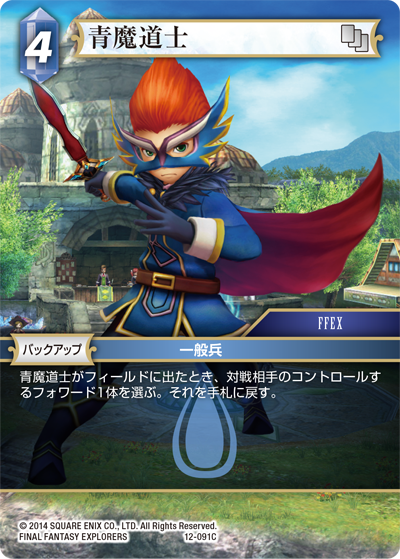 4
青魔道士
FFEX
バックアップ
一般兵
青魔道士がフィールドに出たとき、対戦相手のコントロールす
るフォワード1体を選ぶ。それを手札に戻す。
© 2014 SQUARE ENIX CO., LTD. All Rights Reserved.
FINAL FANTASY EXPLORERS
12-091C